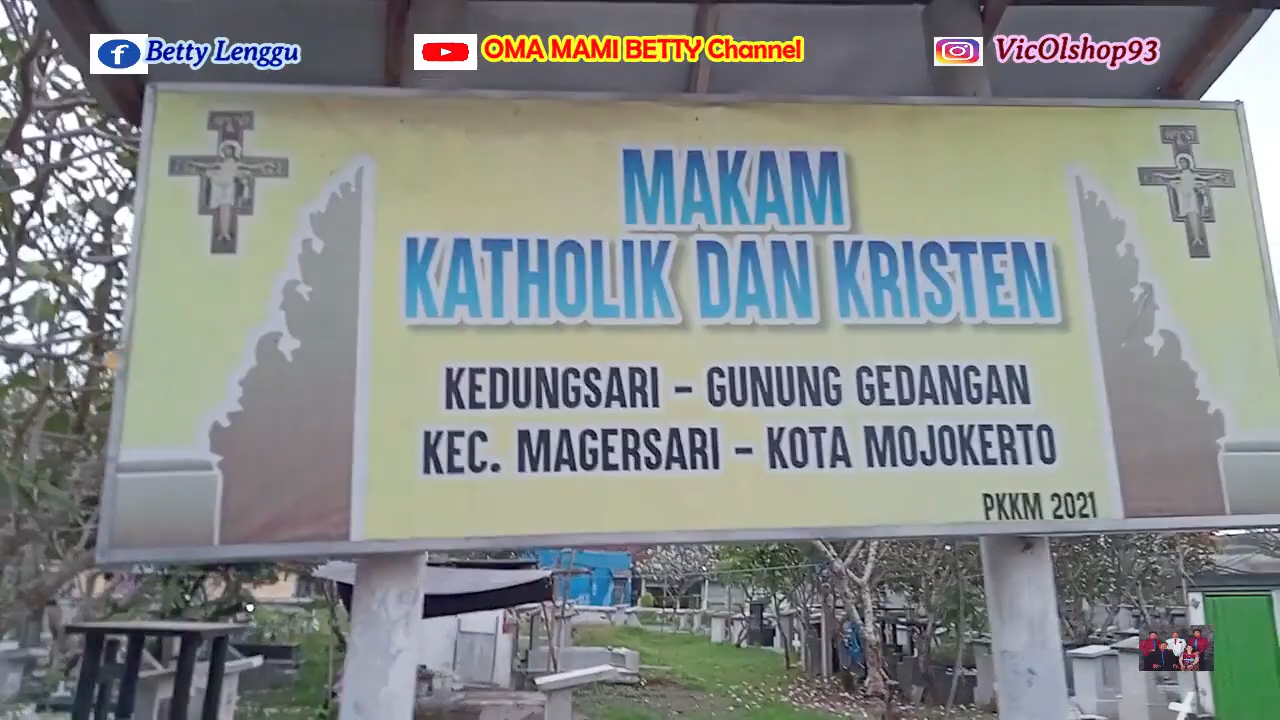 Betty Lenggu
OMA MAMI BETTY Channel
VicOlshop93
MAKAM
KATHOLIK DAN KRISTEN
KEDUNGSARI - GUNUNG GEDANGAN
KEC. MAGERSARI - KOTA MOJOKERTO
PKKM 2021